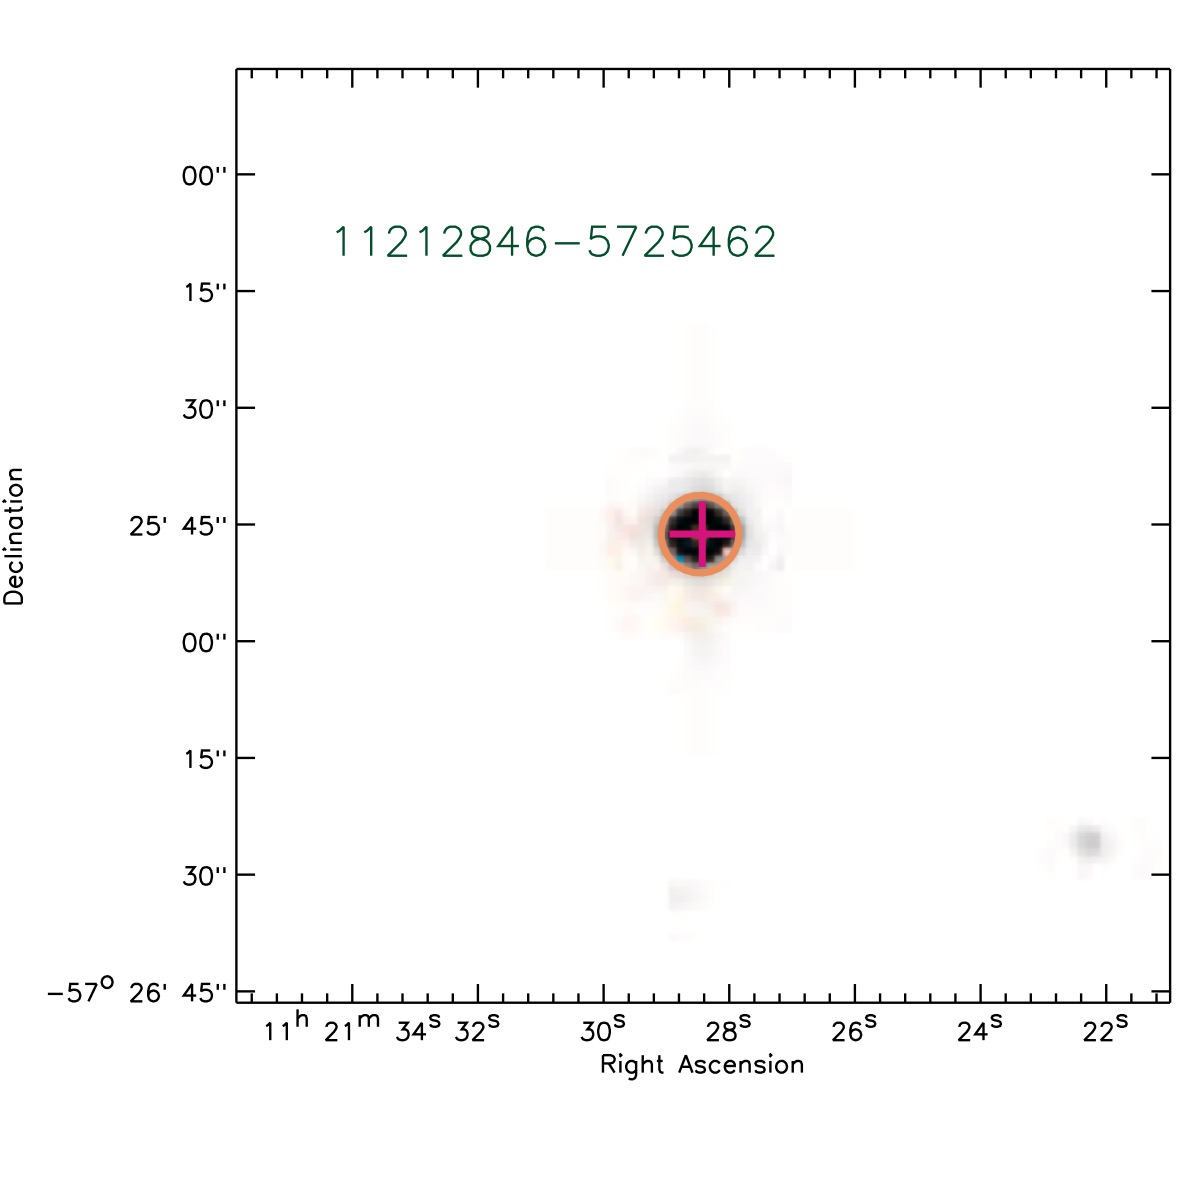 00"
11212846-5725462
15"
30"
Declination
25' 45"
00"
15"
30"
-57° 26' 45"
11h 21m 34s 32s 30s 28s 26s 24s 22s
Right Ascension